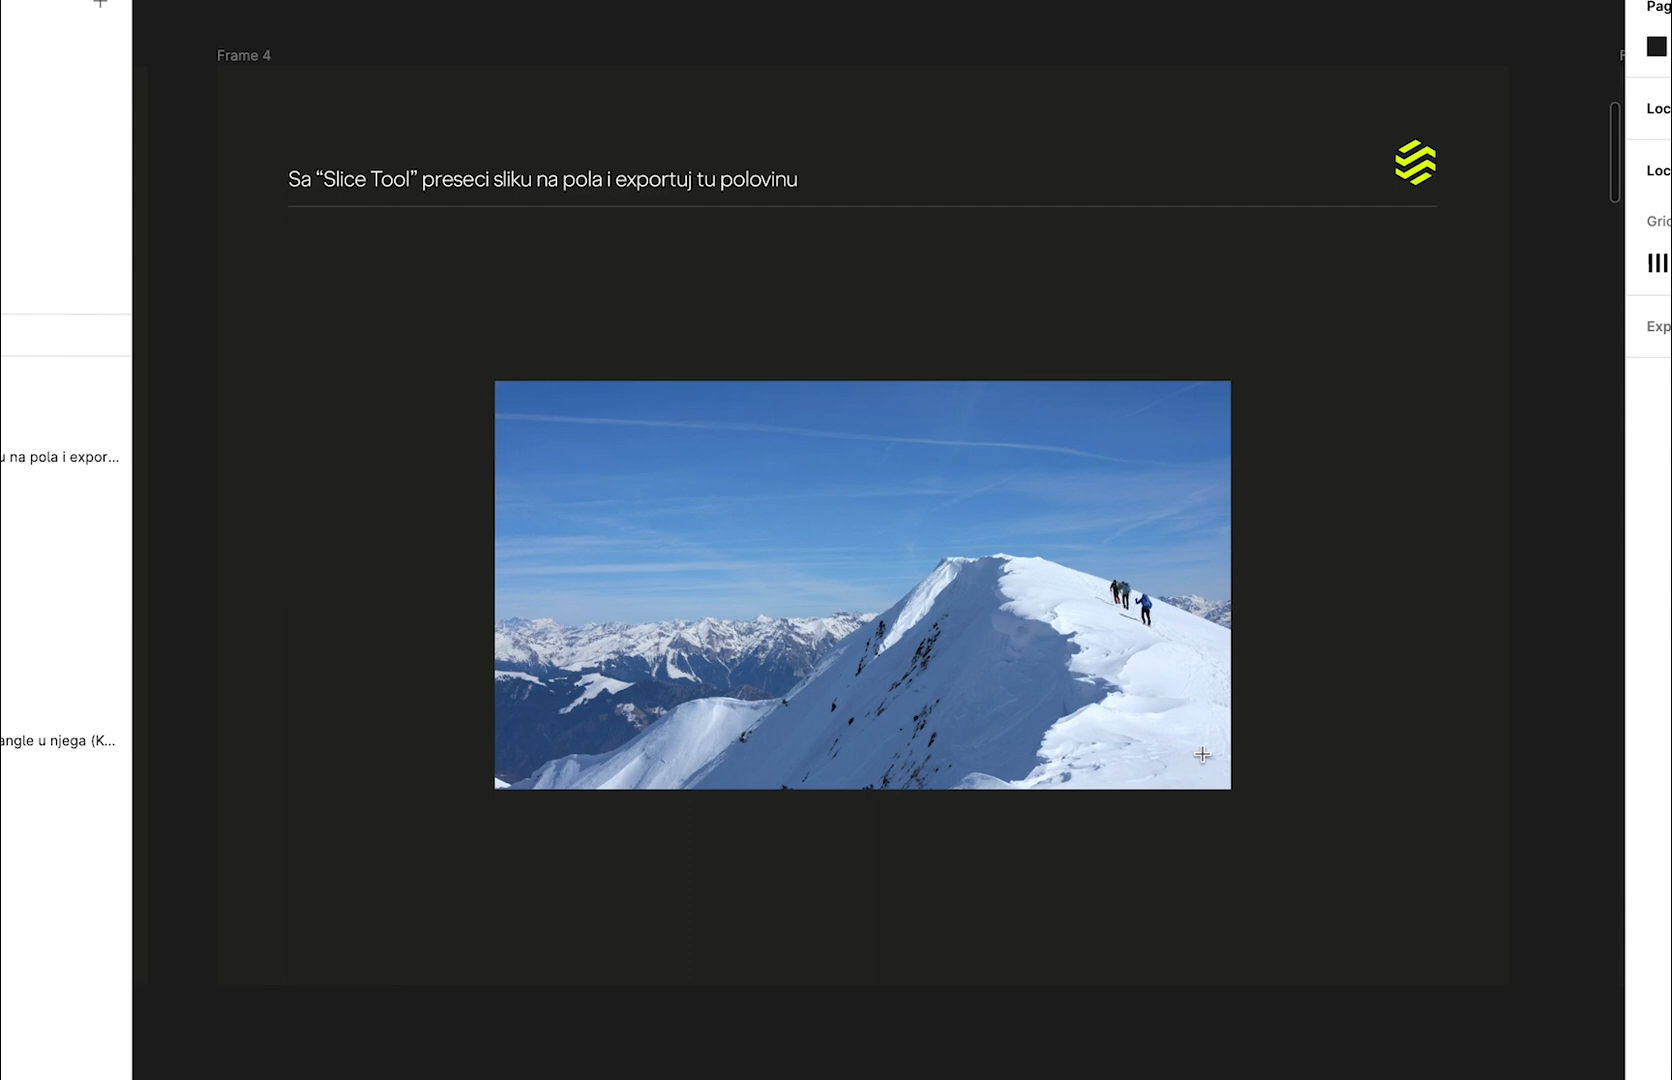 Pag
Frame 4
Loc
Sa “Slice Tool” preseci sliku na pola i exportuj tu polovinu
Loc
Gric
Exp
u na pola i expor...
angle u njega (K...